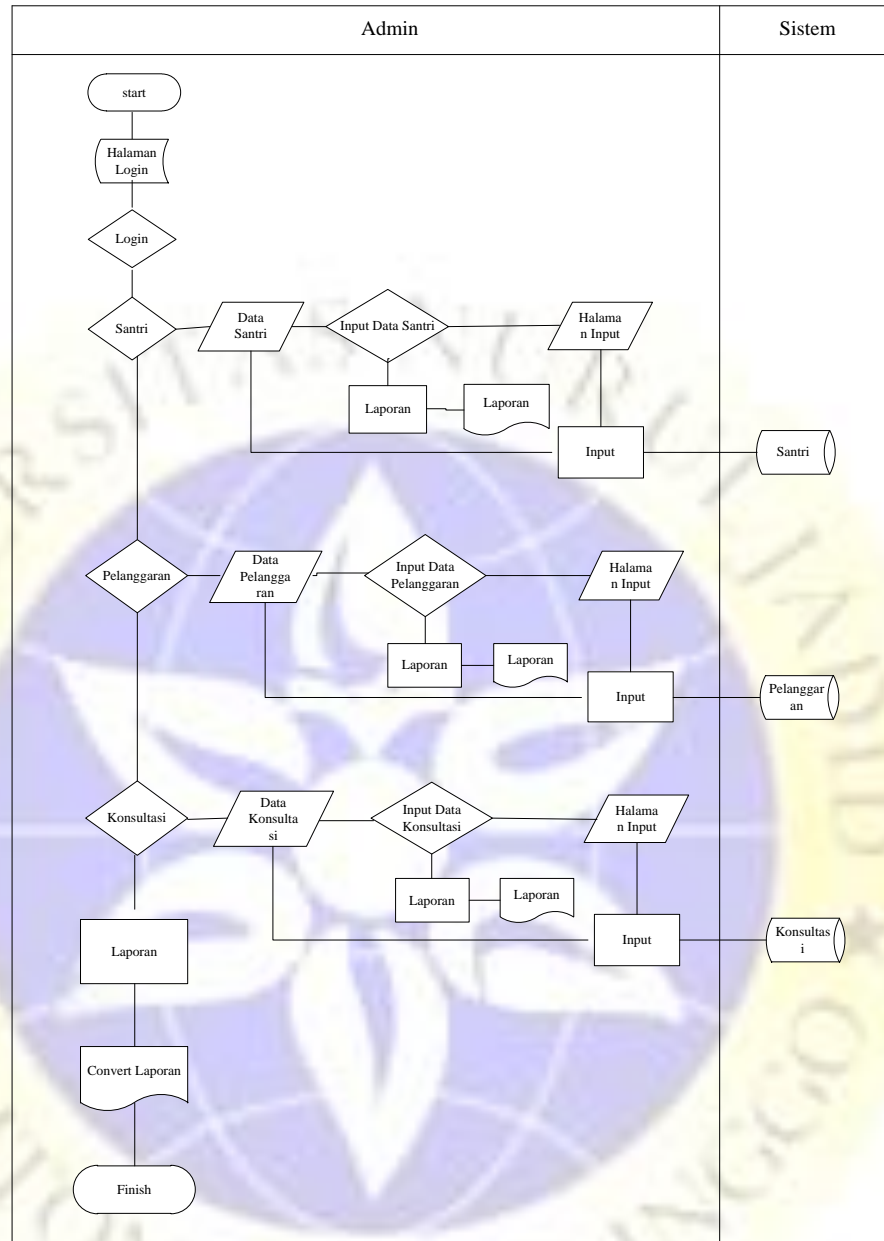 Admin
Sistem
start
Halaman
Login
Login
Santri
Data
Santri
Input Data Santri
Halama
n Input
Laporan
Laporan
Input
Santri
Pelanggaran
Data
Pelangga
ran
Input Data
Pelanggaran
Halama
n Input
Laporan
Laporan
Input
Pelanggar
an
Konsultasi
Data
Konsulta
si
Input Data
Konsultasi
Halama
n Input
Laporan
Laporan
Input
Konsultas
i
Laporan
Convert Laporan
Finish